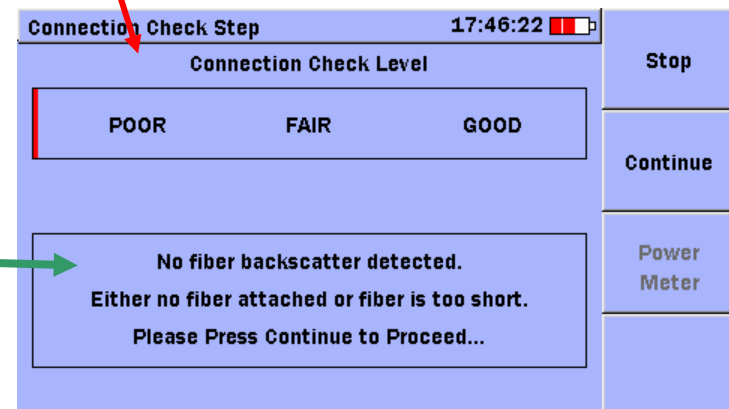 Connection Check Step 17:46:22
Connection Check Level
POOR FAIR GOOD
No fiber backscatter detected.
Either no fiber attached or fiber is too short.
Please Press Continue to Proceed...
Stop
Continue
Power
Meter